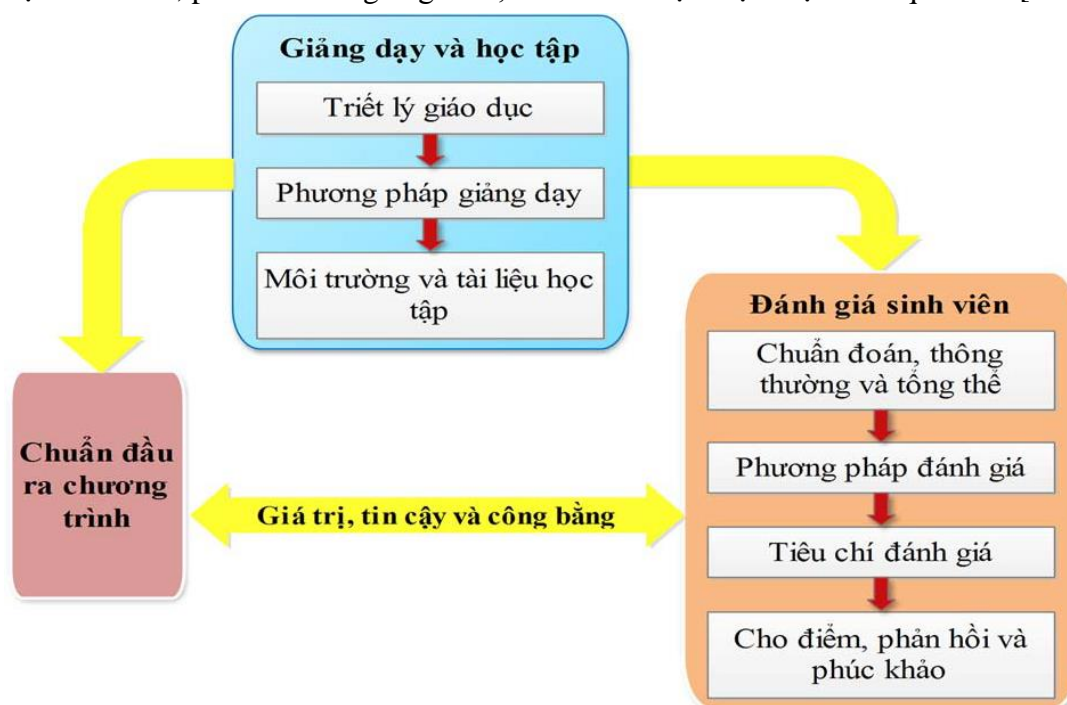 Giảng dạy và học tập
Triết lý giáo dục
Phương pháp giảng dạy
Môi trường và tài liệu học
tập
Đánh giá sinh viên
Chuẩn đoán, thông
thường và tổng thể
Phương pháp đánh giá
Tiêu chí đánh giá
Cho điểm, phản hồi và
phúc khảo
Chuẩn đầu
ra chương
trình
Giá trị, tin cậy và công bằng